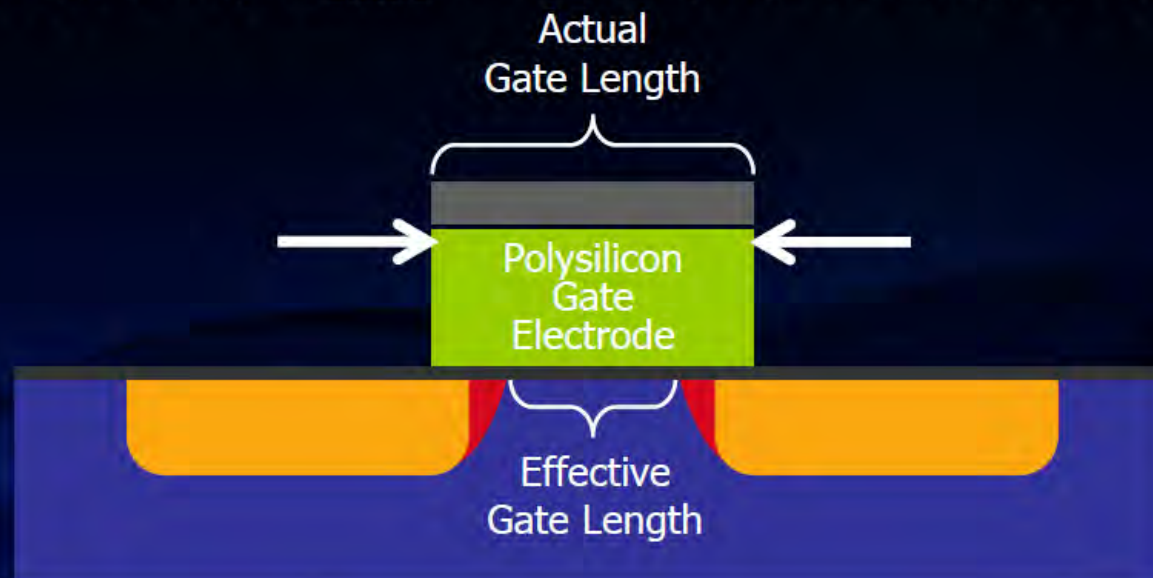 Actual
Gate Length
Polysilicon
Gate
Electrode
Effective
Gate Length